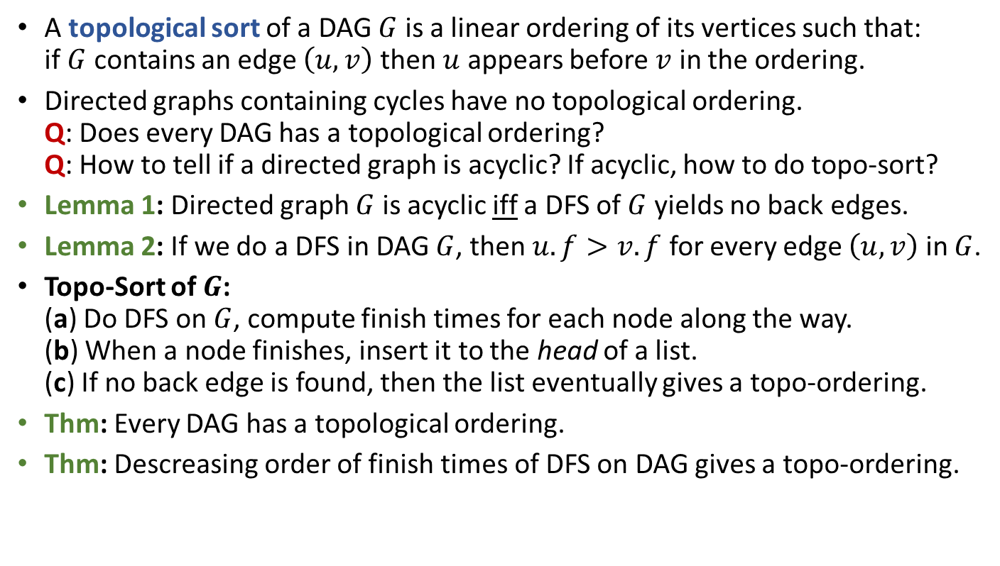 • A topological sort of a DAG G is a linear ordering of its vertices such that:
if G contains an edge (u, v) then u appears before v in the ordering.
• Directed graphs containing cycles have no topological ordering.
Q: Does every DAG has a topological ordering?
Q: How to tell if a directed graph is acyclic? If acyclic, how to do topo-sort?
• Lemma 1: Directed graph G is acyclic iff a DFS of G yields no back edges.
• Lemma 2: If we do a DFS in DAG G, then u.f > v.f for every edge (u, v) in G.
• Topo-Sort of G:
(a) Do DFS on G, compute finish times for each node along the way.
(b) When a node finishes, insert it to the head of a list.
(c) If no back edge is found, then the list eventually gives a topo-ordering.
• Thm: Every DAG has a topological ordering.
• Thm: Descreasing order of finish times of DFS on DAG gives a topo-ordering.